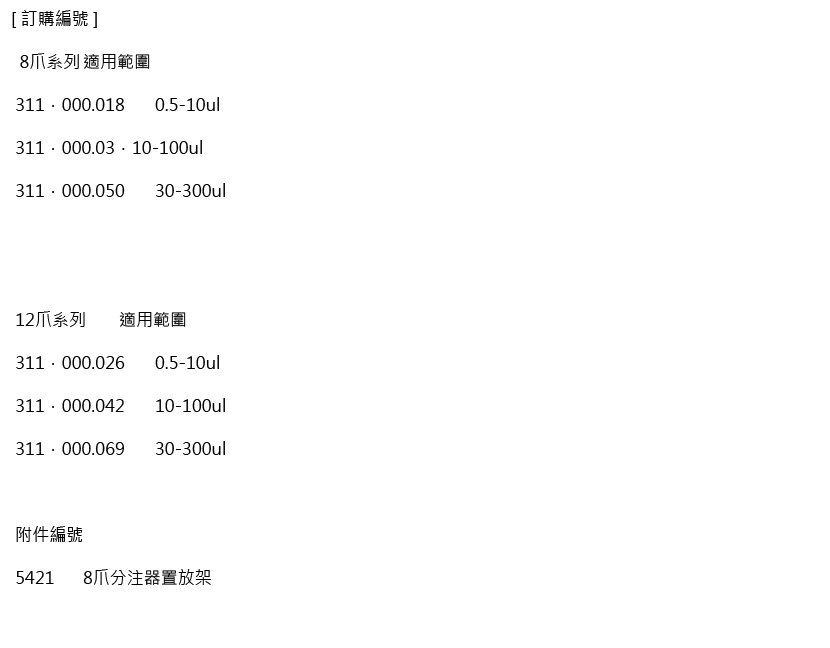 [ 訂購編號 ]
8爪系列 適用範圍
311．000.018 0.5-10ul
311．000.03．10-100ul
311．000.050 30-300ul
12爪系列 適用範圍
311．000.026 0.5-10ul
311．000.042 10-100ul
311．000.069 30-300ul
附件編號
5421 8爪分注器置放架